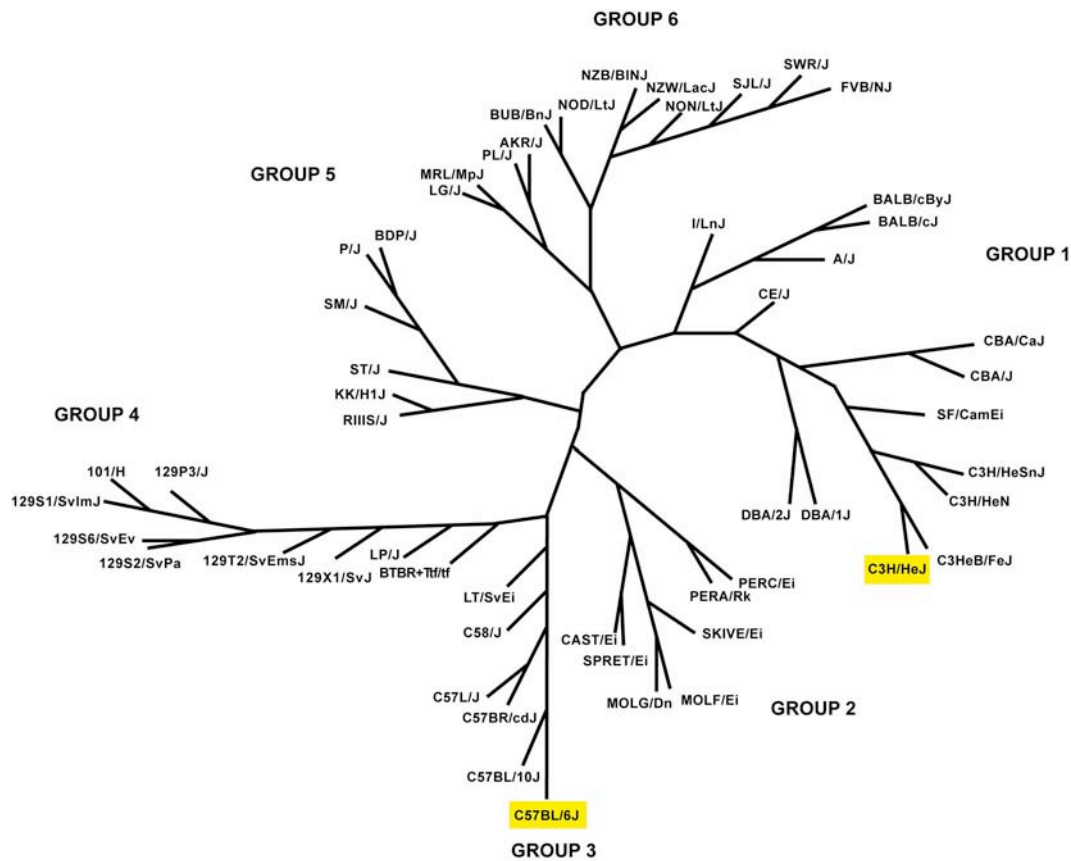 GROUP 6
SWR/J
NZB/BINJ
FVB/NJ
NZW/LacJ
SJL/J
NOD/LtJ
NON/LtJ
BUB/BnJ
AKR/J
PL/J
GROUP 5
MRL/MpJ
LG/J
BALB/cByJ
I/LnJ
BALB/cJ
BDP/J
P/J
GROUP 1
A/J
CE/J
SM/J
CBA/CaJ
ST/J
CBA/J
KK/H1J
GROUP 4
RIIIS/J
SF/CamEi
101/H
129P3/J
C3H/HeSnJ
129S1/SvImJ
C3H/HeN
DBA/2J
DBA/1J
129S6/SvEv
129S2/SvPa
129T2/SvEmsJ
LP/J
C3HeB/FeJ
C3H/HeJ
BTBR+Ttf/tf
129X1/SvJ
PERC/Ei
LT/SvEi
PERA/Rk
C58/J
SKIVE/Ei
CAST/Ei
SPRET/Ei
C57L/J
MOLG/Dn
MOLF/Ei
GROUP 2
C57BR/cdJ
C57BL/10J
C57BL/6J
GROUP 3